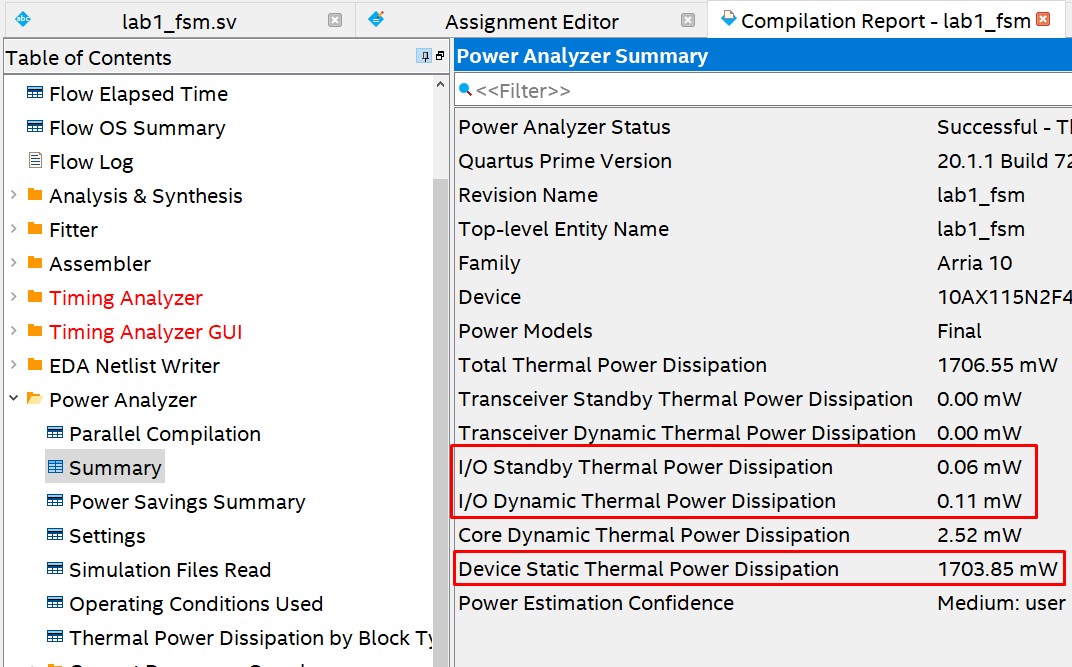 lab1_fsm.sv
Assignment Editor
Compilation Report - lab1_fsm
Table of Contents
Flow Elapsed Time
Flow OS Summary
Flow Log
Analysis & Synthesis
Fitter
Assembler
Timing Analyzer
Timing Analyzer GUI
EDA Netlist Writer
Power Analyzer
Parallel Compilation
Summary
Power Savings Summary
Settings
Simulation Files Read
Operating Conditions Used
Thermal Power Dissipation by Block Ty
Power Analyzer Summary
<<Filter>>
Power Analyzer Status Successful - Th
Quartus Prime Version 20.1.1 Build 72
Revision Name lab1_fsm
Top-level Entity Name lab1_fsm
Family Arria 10
Device 10AX115N2F4
Power Models Final
Total Thermal Power Dissipation 1706.55 mW
Transceiver Standby Thermal Power Dissipation 0.00 mW
Transceiver Dynamic Thermal Power Dissipation 0.00 mW
I/O Standby Thermal Power Dissipation 0.06 mW
I/O Dynamic Thermal Power Dissipation 0.11 mW
Core Dynamic Thermal Power Dissipation 2.52 mW
Device Static Thermal Power Dissipation 1703.85 mW
Power Estimation Confidence Medium: user